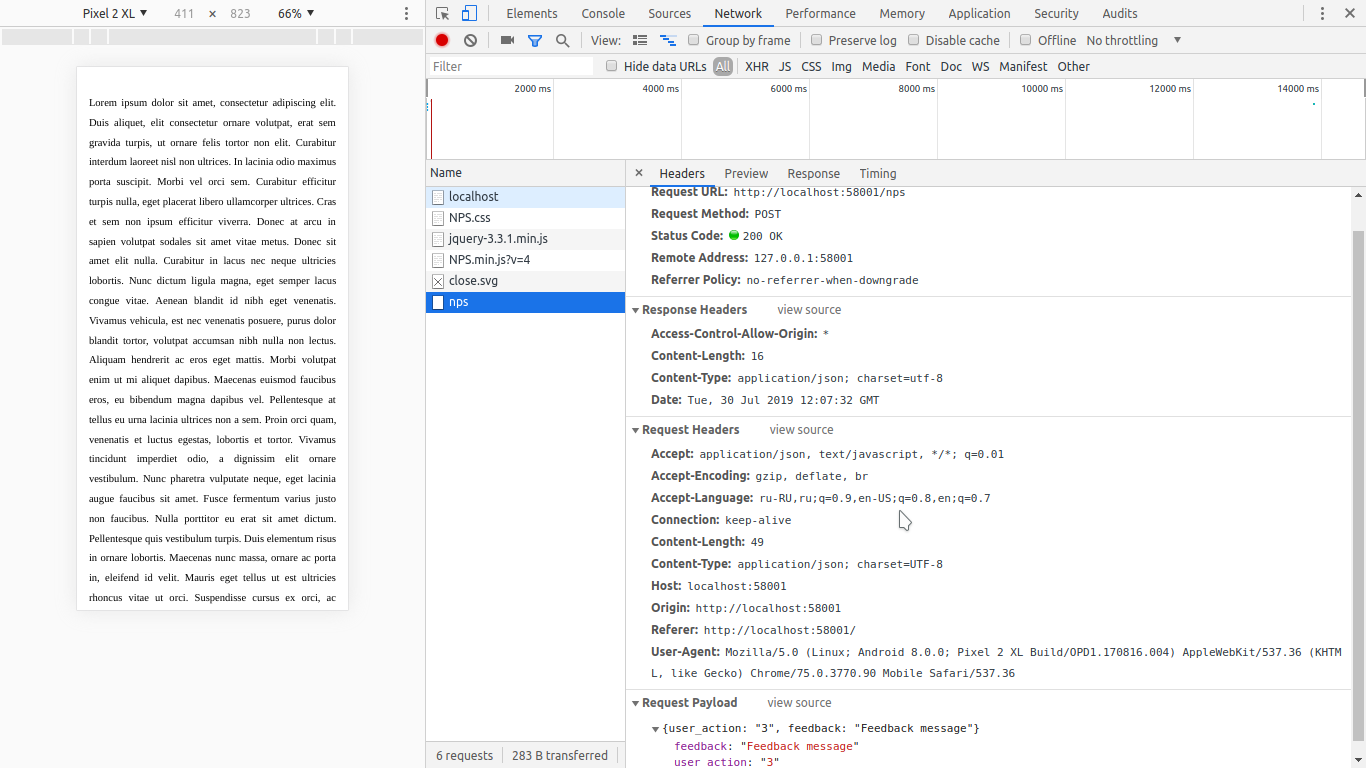 Pixel 2 XL ▼ 411 × 823 66% ▼
Elements Console Sources Network Performance Memory Application Security Audits
View: Group by frame Preserve log Disable cache Offline No throttling ▼
Filter Hide data URLs All XHR JS CSS Img Media Font Doc WS Manifest Other
2000 ms 4000 ms 6000 ms 8000 ms 10000 ms 12000 ms 14000 ms
Lorem ipsum dolor sit amet, consectetur adipiscing elit.
Duis aliquet, elit consectetur ornare volutpat, erat sem
gravida turpis, ut ornare felis tortor non elit. Curabitur
interdum laoreet nisl non ultrices. In lacinia odio maximus
porta suscipit. Morbi vel orci sem. Curabitur efficitur
turpis nulla, eget placerat libero ullamcorper ultrices. Cras
et sem non ipsum efficitur viverra. Donec at arcu in
sapien volutpat sodales sit amet vitae metus. Donec sit
amet elit nulla. Curabitur in lacus nec neque ultricies
lobortis. Nunc dictum ligula magna, eget semper lacus
congue vitae. Aenean blandit id nibh eget venenatis.
Vivamus vehicula, est nec venenatis posuere, purus dolor
blandit tortor, volutpat accumsan nibh nulla non lectus.
Aliquam hendrerit ac eros eget mattis. Morbi volutpat
enim ut mi aliquet dapibus. Maecenas euismod faucibus
eros, eu bibendum magna dapibus vel. Pellentesque at
tellus eu urna lacinia ultrices non a sem. Proin orci quam,
venenatis et luctus egestas, lobortis et tortor. Vivamus
tincidunt imperdiet odio, a dignissim elit ornare
vestibulum. Nunc pharetra vulputate neque, eget lacinia
augue faucibus sit amet. Fusce fermentum varius justo
non faucibus. Nulla porttitor eu erat sit amet dictum.
Pellentesque quis vestibulum turpis. Duis elementum risus
in ornare lobortis. Maecenas nunc massa, ornare ac porta
in, eleifend id velit. Mauris eget tellus ut est ultricies
rhoncus vitae ut orci. Suspendisse cursus ex orci, ac
Name
localhost
NPS.css
jquery-3.3.1.min.js
NPS.min.js?v=4
close.svg
nps
6 requests 283 B transferred
× Headers Preview Response Timing
Request URL: http://localhost:58001/nps
Request Method: POST
Status Code: 200 OK
Remote Address: 127.0.0.1:58001
Referrer Policy: no-referrer-when-downgrade
Response Headers view source
Access-Control-Allow-Origin: *
Content-Length: 16
Content-Type: application/json; charset=utf-8
Date: Tue, 30 Jul 2019 12:07:32 GMT
Request Headers view source
Accept: application/json, text/javascript, */*; q=0.01
Accept-Encoding: gzip, deflate, br
Accept-Language: ru-RU,ru;q=0.9,en-US;q=0.8,en;q=0.7
Connection: keep-alive
Content-Length: 49
Content-Type: application/json; charset=UTF-8
Host: localhost:58001
Origin: http://localhost:58001
Referer: http://localhost:58001/
User-Agent: Mozilla/5.0 (Linux; Android 8.0.0; Pixel 2 XL Build/OPD1.170816.004) AppleWebKit/537.36 (KHTM
L, like Gecko) Chrome/75.0.3770.90 Mobile Safari/537.36
Request Payload view source
{user_action: "3", feedback: "Feedback message"}
feedback: "Feedback message"
user_action: "3"